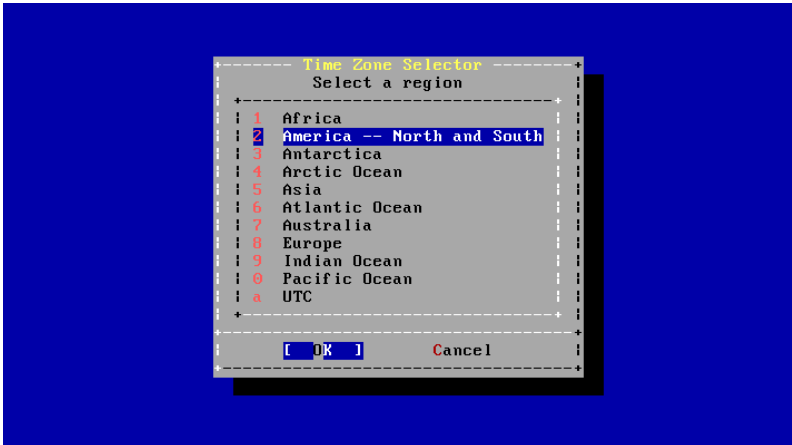 Time Zone Selector
Select a region
1 Africa
2 America -- North and South
3 Antarctica
4 Arctic Ocean
5 Asia
6 Atlantic Ocean
7 Australia
8 Europe
9 Indian Ocean
0 Pacific Ocean
a UTC
[ OK ] Cancel